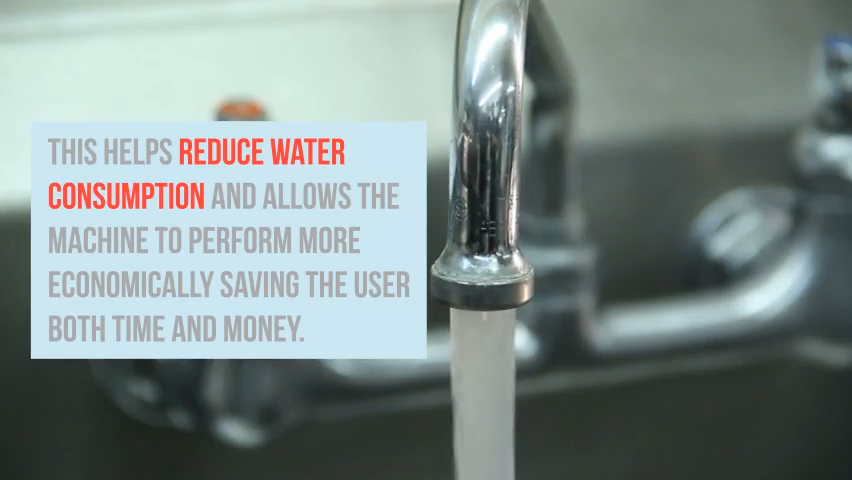 THIS HELPS REDUCE WATER
CONSUMPTION AND ALLOWS THE
MACHINE TO PERFORM MORE
ECONOMICALLY SAVING THE USER
BOTH TIME AND MONEY.